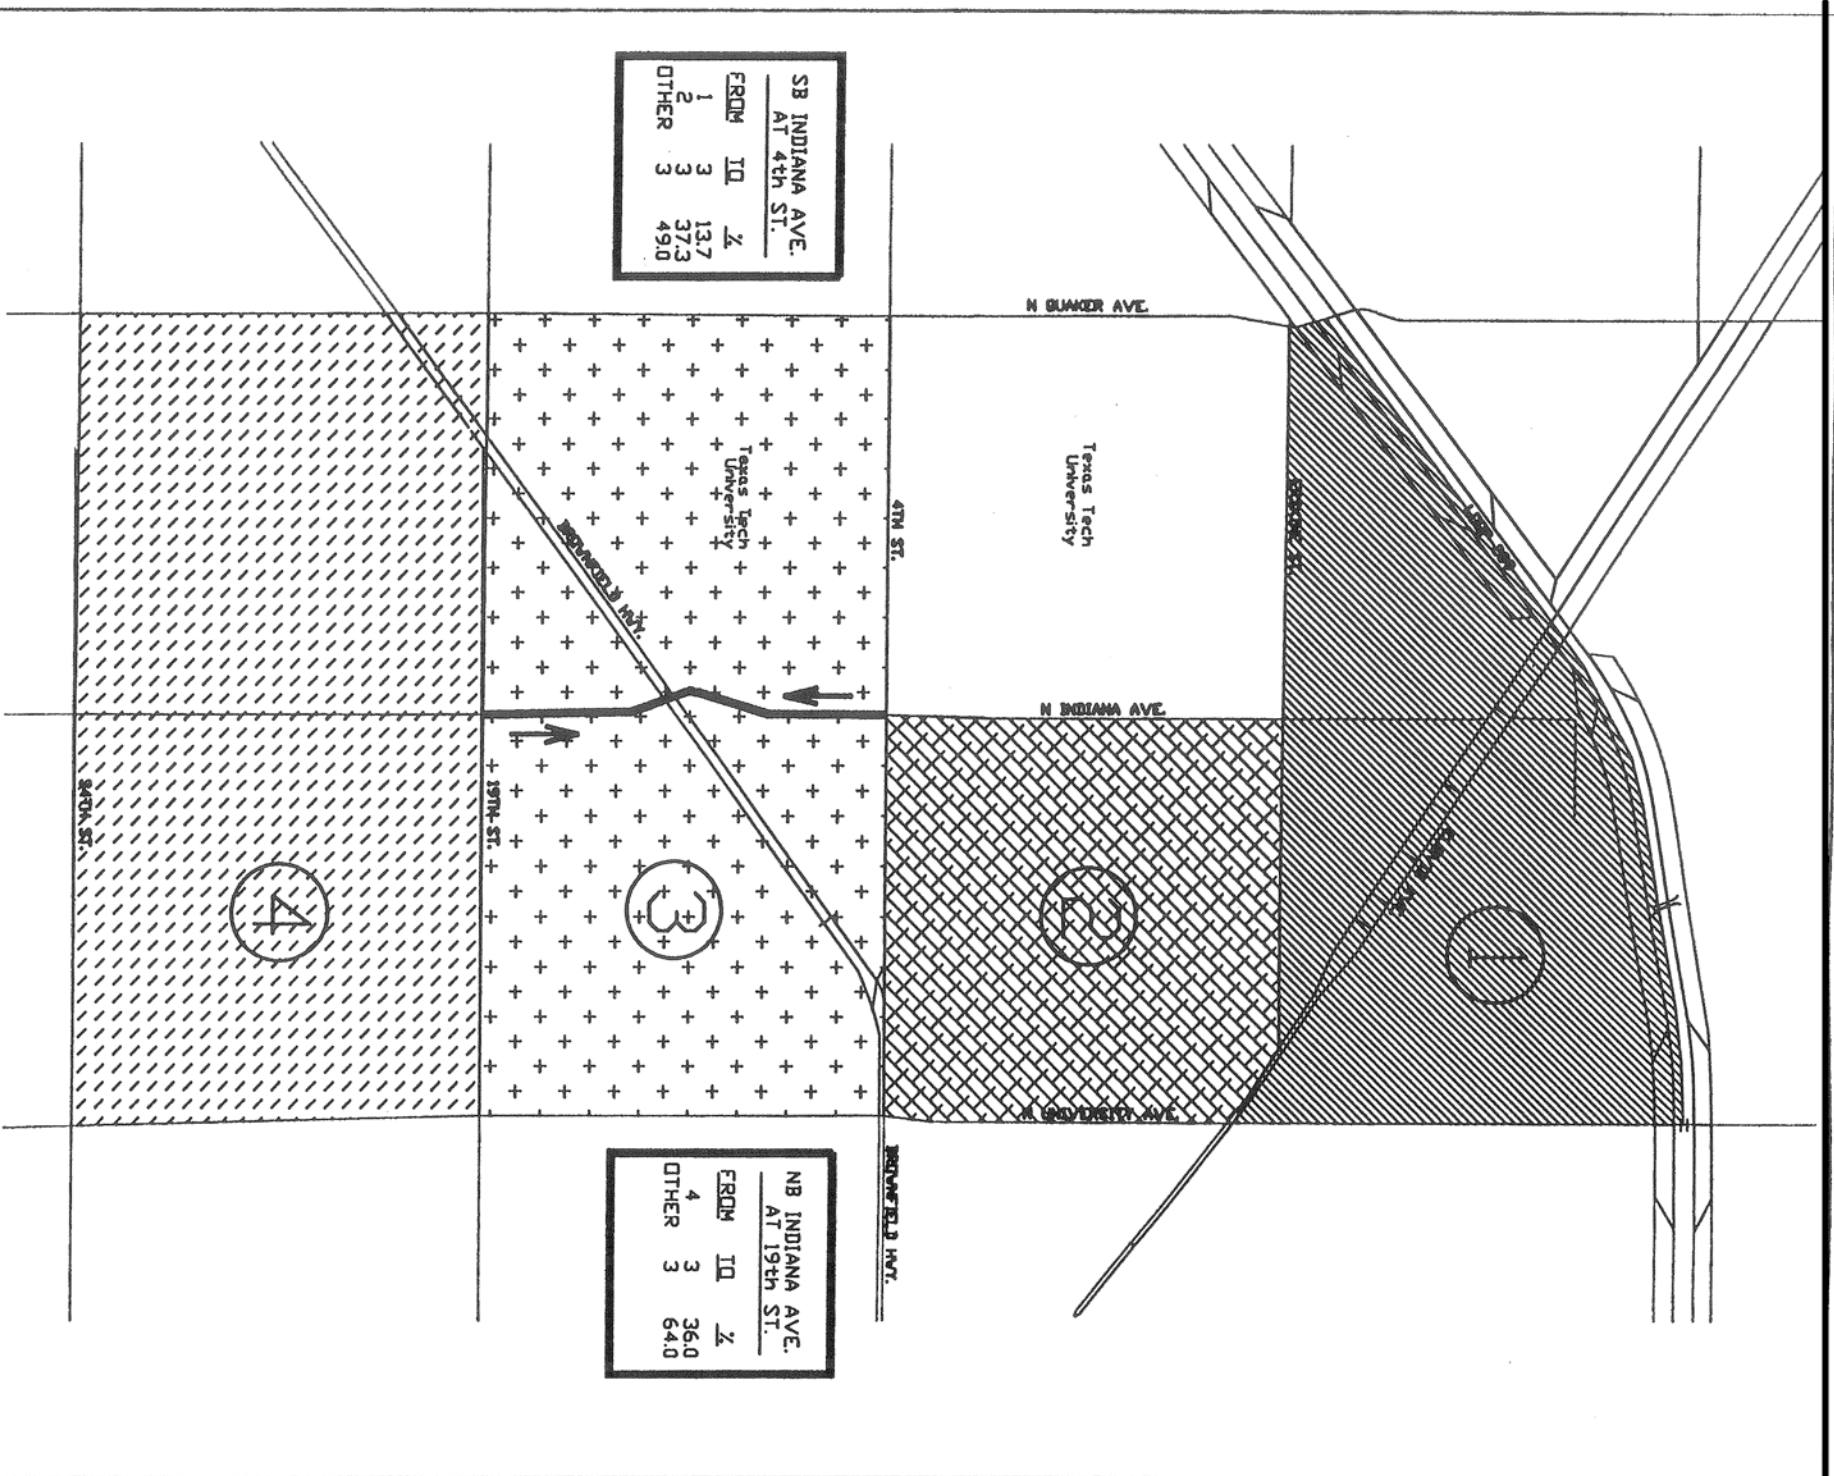 SB INDIANA AVE.
AT 4th ST.
FROM TO %
1 3 13.7
2 3 37.3
OTHER 3 49.0
N QUAKER AVE.
Texas Tech
University
Texas Tech
University
4TH ST.
N INDIANA AVE.
BROWNFIELD HWY.
19TH ST.
34TH ST.
1
2
3
4
N UNIVERSITY AVE.
BROWNFIELD HWY.
NB INDIANA AVE.
AT 19th ST.
FROM TO %
4 3 36.0
OTHER 3 64.0